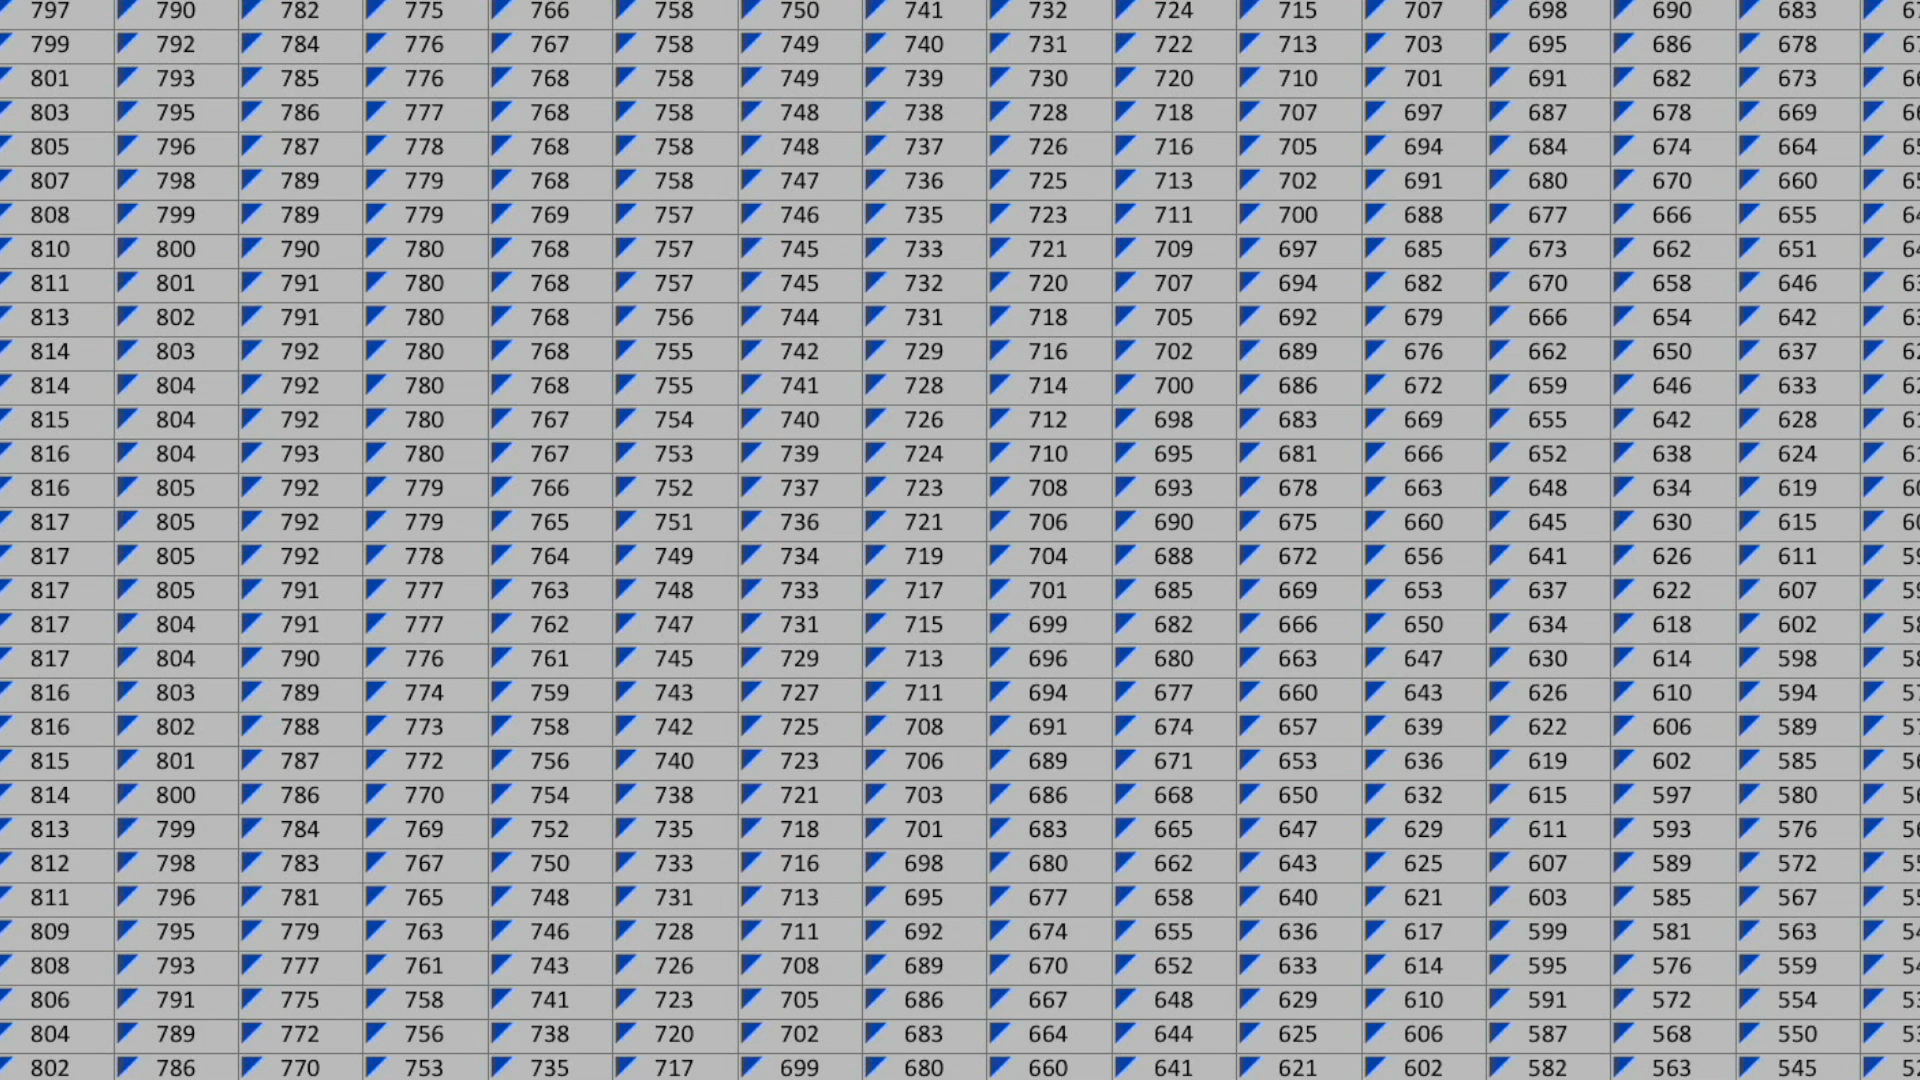 797 790 782 775 766 758 750 741 732 724 715 707 698 690 683
799 792 784 776 767 758 749 740 731 722 713 703 695 686 678
801 793 785 776 768 758 749 739 730 720 710 701 691 682 673
803 795 786 777 768 758 748 738 728 718 707 697 687 678 669
805 796 787 778 768 758 748 737 726 716 705 694 684 674 664
807 798 789 779 768 758 747 736 725 713 702 691 680 670 660
808 799 789 779 769 757 746 735 723 711 700 688 677 666 655
810 800 790 780 768 757 745 733 721 709 697 685 673 662 651
811 801 791 780 768 757 745 732 720 707 694 682 670 658 646
813 802 791 780 768 756 744 731 718 705 692 679 666 654 642
814 803 792 780 768 755 742 729 716 702 689 676 662 650 637
814 804 792 780 768 755 741 728 714 700 686 672 659 646 633
815 804 792 780 767 754 740 726 712 698 683 669 655 642 628
816 804 793 780 767 753 739 724 710 695 681 666 652 638 624
816 805 792 779 766 752 737 723 708 693 678 663 648 634 619
817 805 792 779 765 751 736 721 706 690 675 660 645 630 615
817 805 792 778 764 749 734 719 704 688 672 656 641 626 611
817 805 791 777 763 748 733 717 701 685 669 653 637 622 607
817 804 791 777 762 747 731 715 699 682 666 650 634 618 602
817 804 790 776 761 745 729 713 696 680 663 647 630 614 598
816 803 789 774 759 743 727 711 694 677 660 643 626 610 594
816 802 788 773 758 742 725 708 691 674 657 639 622 606 589
815 801 787 772 756 740 723 706 689 671 653 636 619 602 585
814 800 786 770 754 738 721 703 686 668 650 632 615 597 580
813 799 784 769 752 735 718 701 683 665 647 629 611 593 576
812 798 783 767 750 733 716 698 680 662 643 625 607 589 572
811 796 781 765 748 731 713 695 677 658 640 621 603 585 567
809 795 779 763 746 728 711 692 674 655 636 617 599 581 563
808 793 777 761 743 726 708 689 670 652 633 614 595 576 559
806 791 775 758 741 723 705 686 667 648 629 610 591 572 554
804 789 772 756 738 720 702 683 664 644 625 606 587 568 550
802 786 770 753 735 717 699 680 660 641 621 602 582 563 545